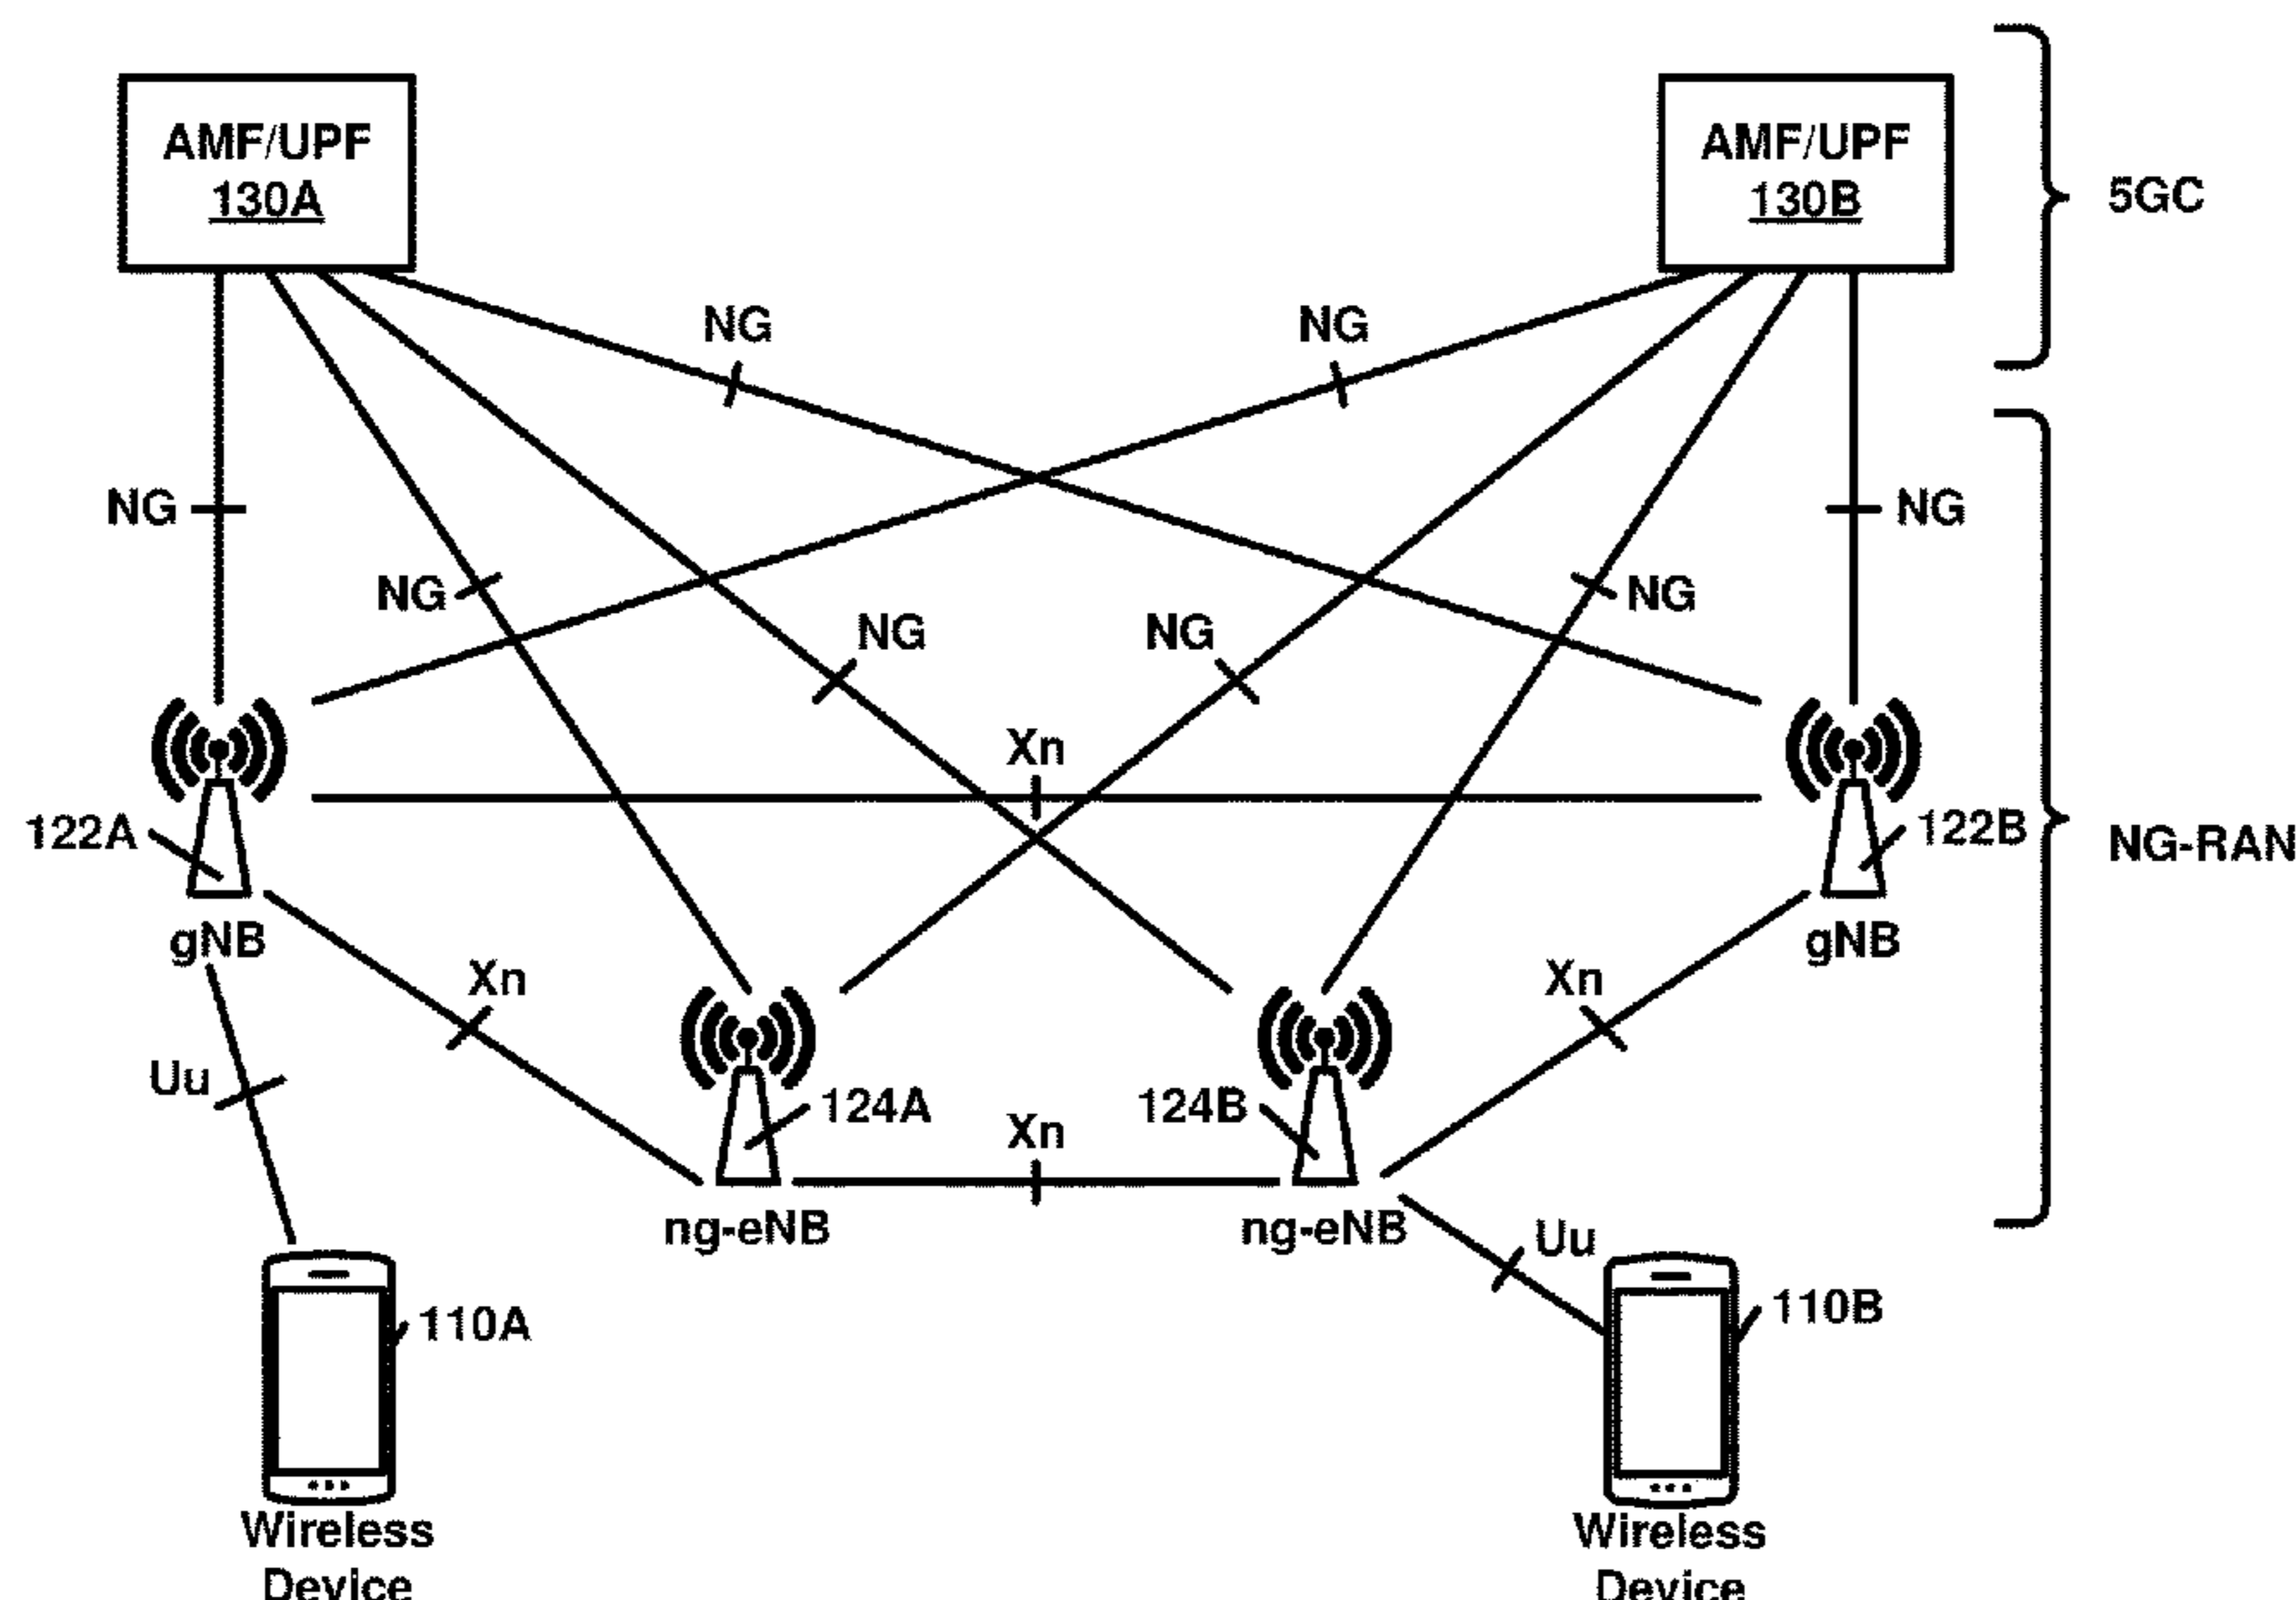 AMF/UPF
130A
AMF/UPF
130B
5GC
NG
NG
NG
NG
NG
NG
NG
NG
Xn
122A
122B
NG-RAN
gNB
gNB
Xn
Xn
Uu
124A
124B
Xn
ng-eNB
ng-eNB
Uu
110A
110B
Wireless
Device
Wireless
Device